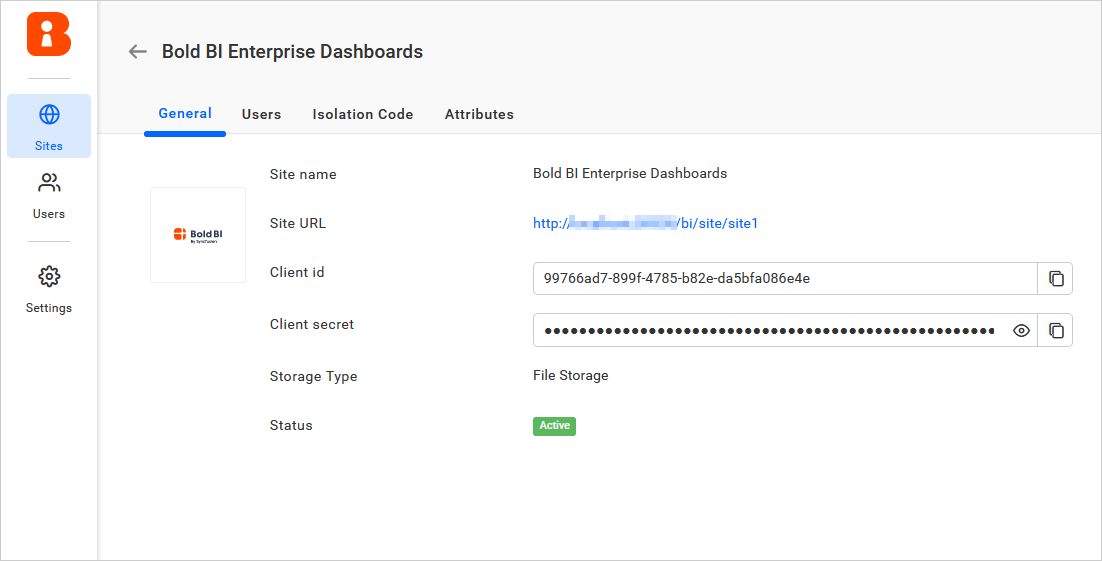 Bold BI Enterprise Dashboards
General Users Isolation Code Attributes
Sites
Users
Settings
Bold BI
By Syncfusion
Site name Bold BI Enterprise Dashboards
Site URL http:// /bi/site/site1
Client id 99766ad7-899f-4785-b82e-da5bfa086e4e
Client secret ●●●●●●●●●●●●●●●●●●●●●●●●●●●●●●●●●●●●●●●●●●●●●●●●●●●●
Storage Type File Storage
Status Active